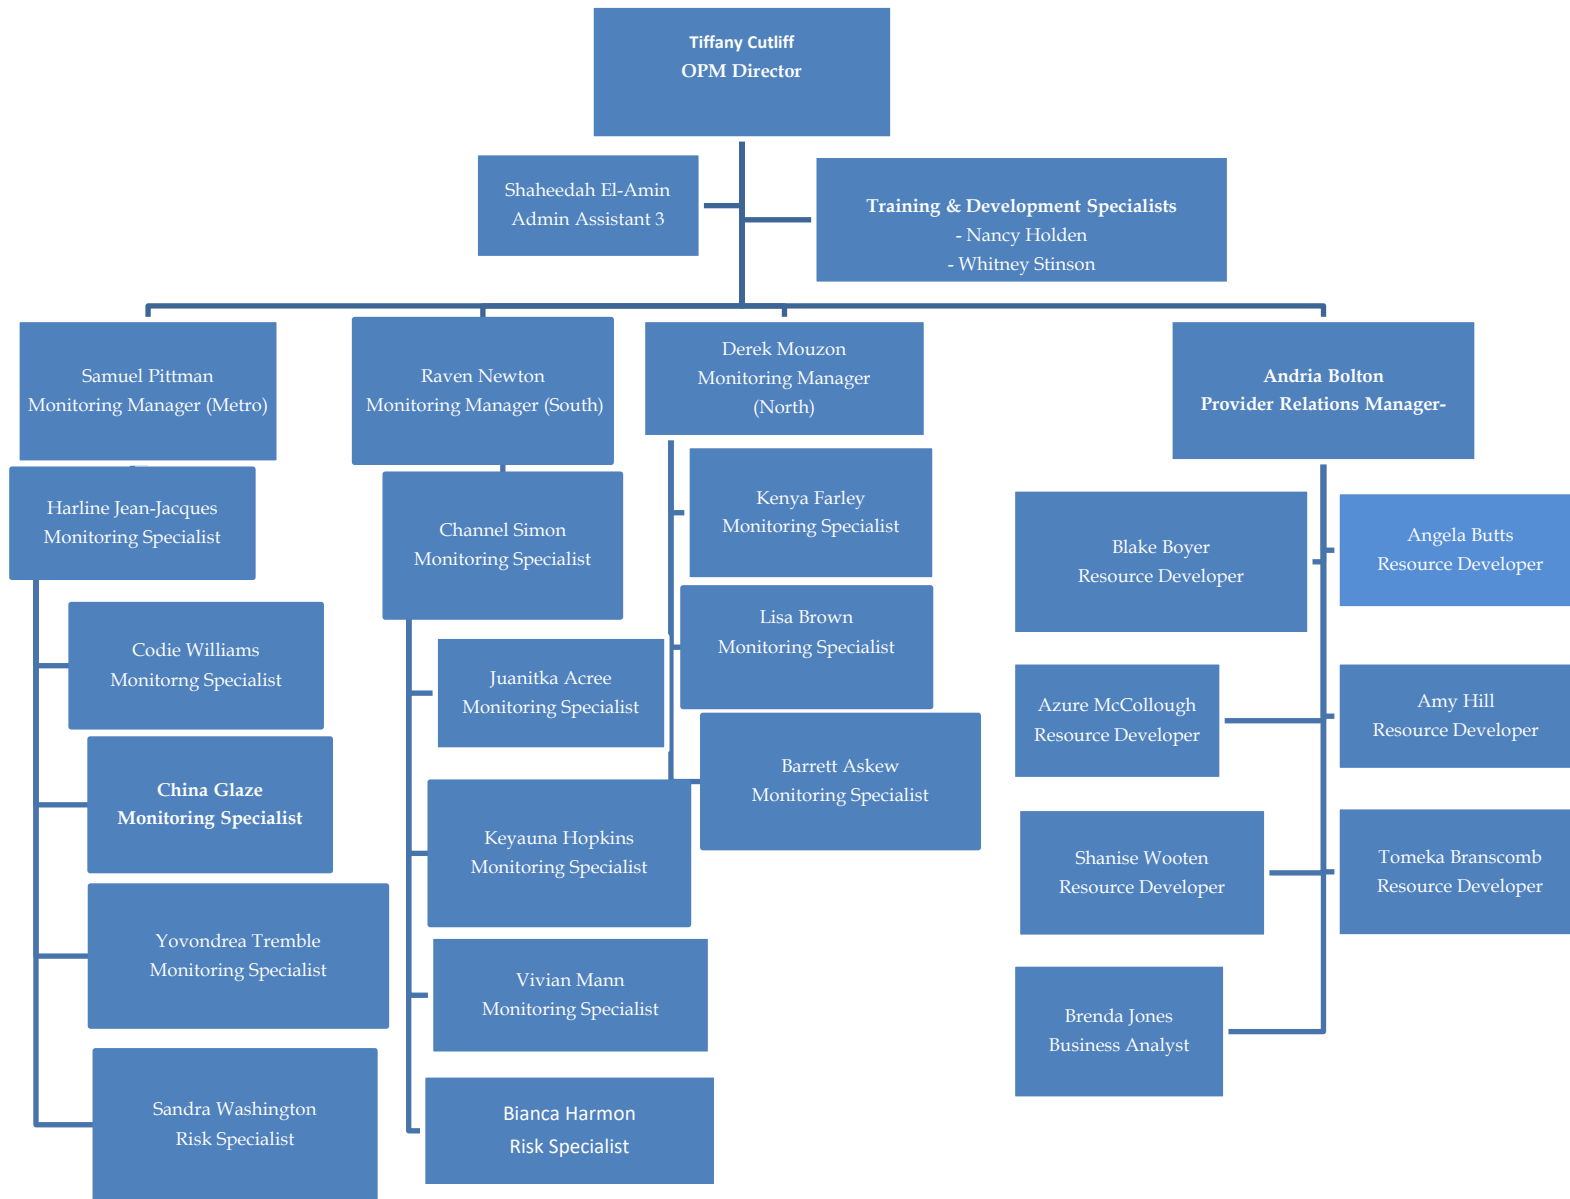 Tiffany Cutliff
OPM Director
Shaheedah El-Amin
Admin Assistant 3
Training & Development Specialists
- Nancy Holden
- Whitney Stinson
Samuel Pittman
Monitoring Manager (Metro)
Harline Jean-Jacques
Monitoring Specialist
Codie Williams
Monitorng Specialist
China Glaze
Monitoring Specialist
Yovondrea Tremble
Monitoring Specialist
Sandra Washington
Risk Specialist
Raven Newton
Monitoring Manager (South)
Channel Simon
Monitoring Specialist
Juanitka Acree
Monitoring Specialist
Keyauna Hopkins
Monitoring Specialist
Vivian Mann
Monitoring Specialist
Bianca Harmon
Risk Specialist
Derek Mouzon
Monitoring Manager
(North)
Kenya Farley
Monitoring Specialist
Lisa Brown
Monitoring Specialist
Barrett Askew
Monitoring Specialist
Andria Bolton
Provider Relations Manager-
Blake Boyer
Resource Developer
Angela Butts
Resource Developer
Azure McCollough
Resource Developer
Amy Hill
Resource Developer
Shanise Wooten
Resource Developer
Tomeka Branscomb
Resource Developer
Brenda Jones
Business Analyst